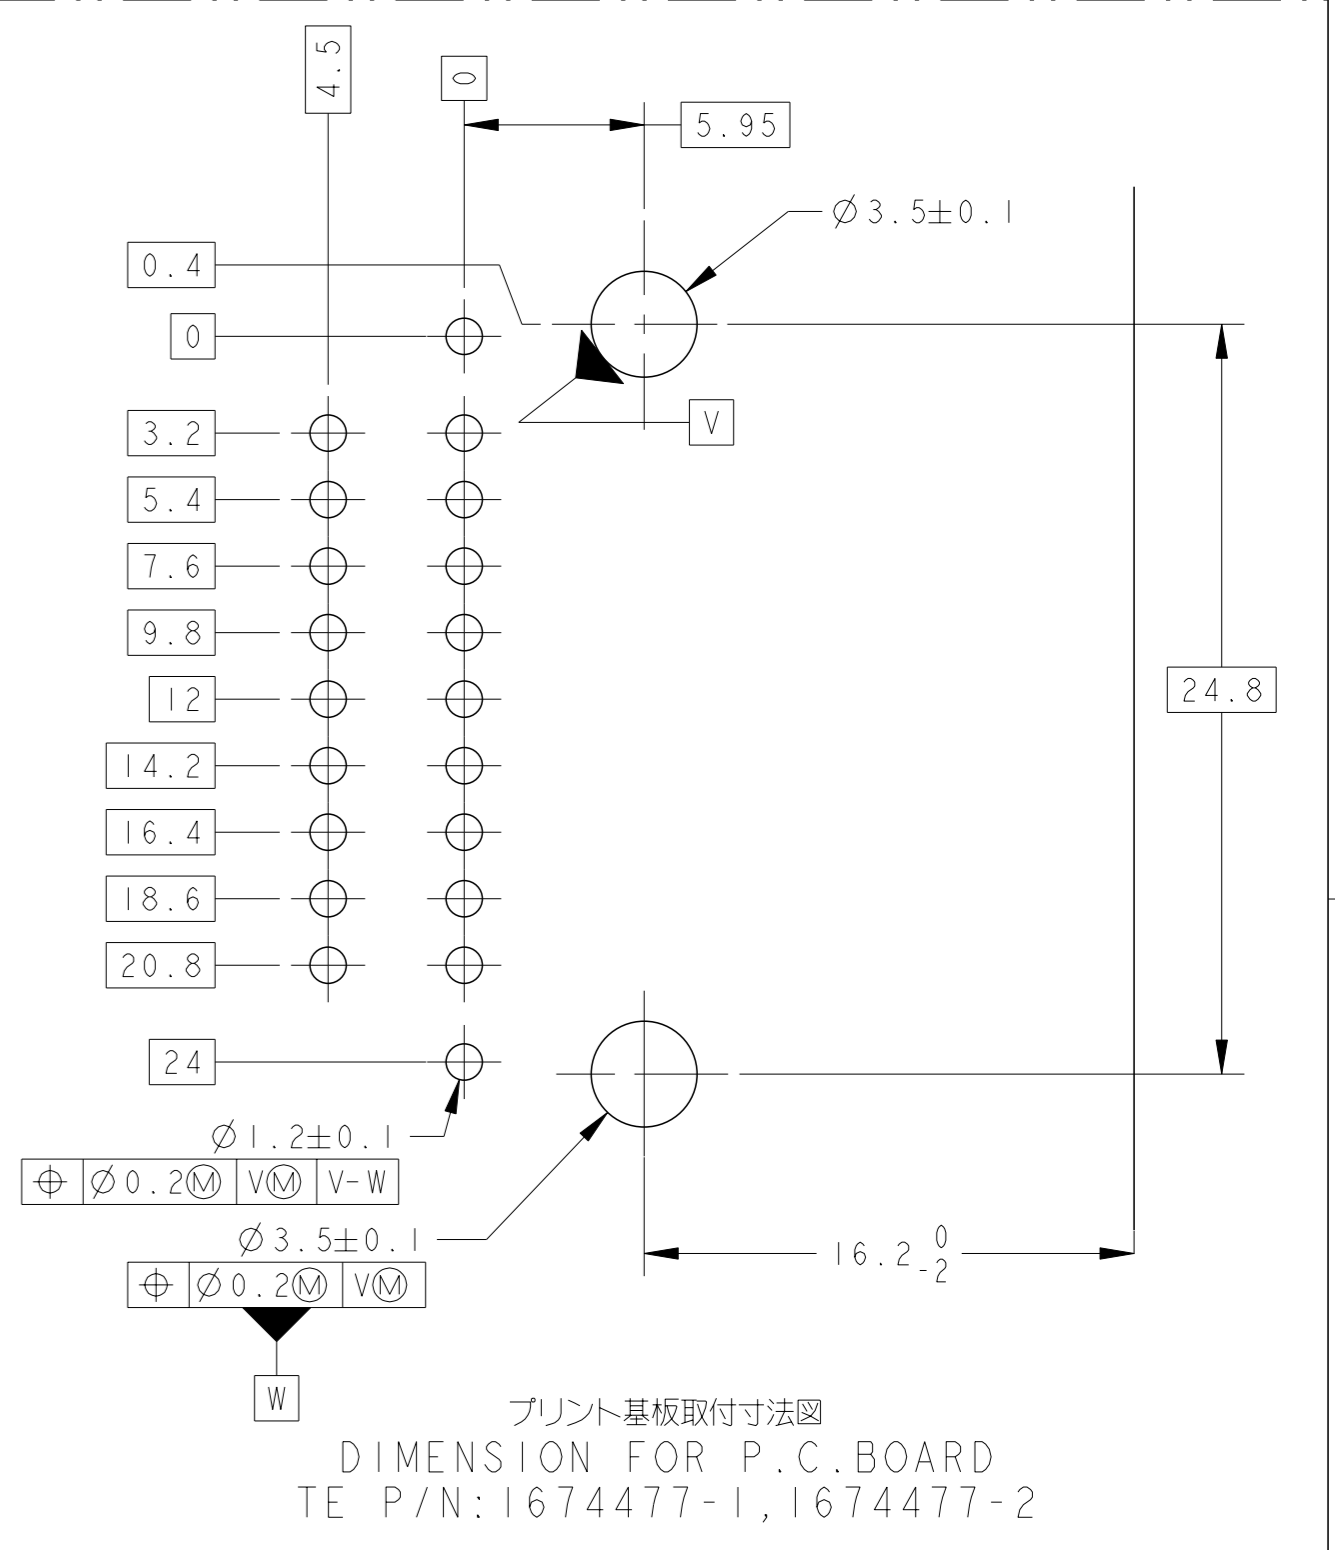 4.5
0
5.95
Ø3.5±0.1
0.4
0
3.2
V
5.4
7.6
9.8
12
24.8
14.2
16.4
18.6
20.8
24
Ø1.2±0.1
⌖ Ø0.2Ⓜ VⓂ V-W
Ø3.5±0.1
16.2 0 -2
⌖ Ø0.2Ⓜ VⓂ
W
プリント基板取付寸法図
DIMENSION FOR P.C.BOARD
TE P/N:1674477-1,1674477-2